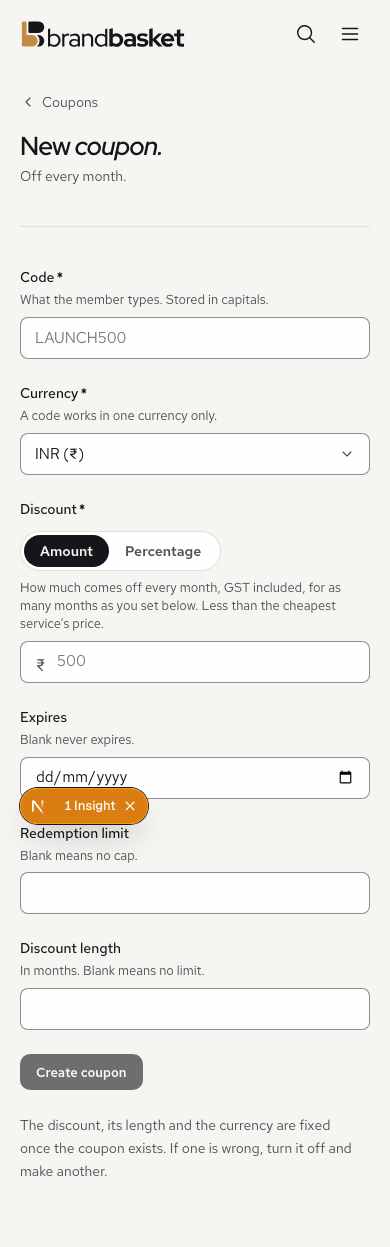 brandbasket
Coupons
New coupon.
Off every month.
Code *
What the member types. Stored in capitals.
LAUNCH500
Currency *
A code works in one currency only.
INR (₹)
Discount *
Amount Percentage
How much comes off every month, GST included, for as
many months as you set below. Less than the cheapest
service's price.
₹ 500
Expires
Blank never expires.
dd/mm/yyyy
N 1 Insight
Redemption limit
Blank means no cap.
Discount length
In months. Blank means no limit.
Create coupon
The discount, its length and the currency are fixed
once the coupon exists. If one is wrong, turn it off and
make another.